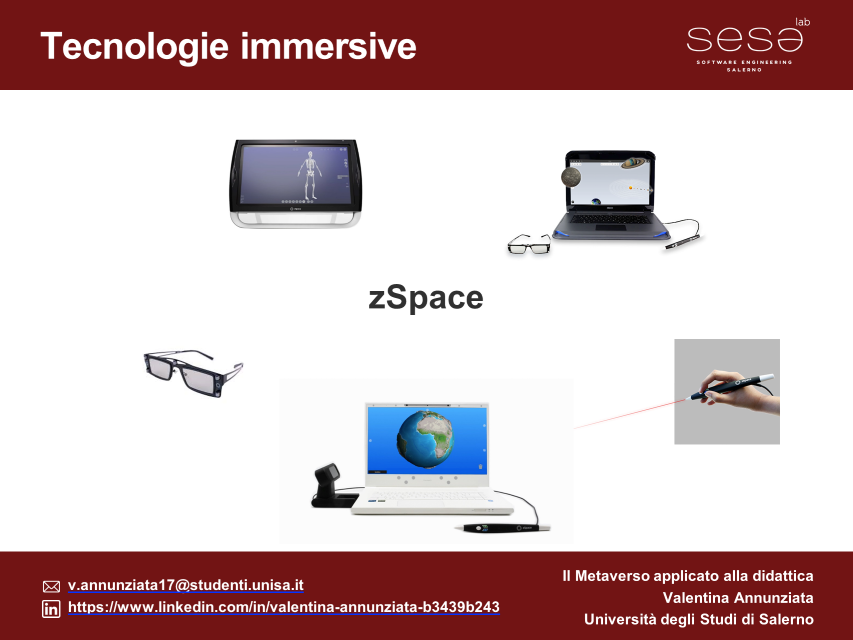 Tecnologie immersive
lab
sesa
SOFTWARE ENGINEERING
SALERNO
zSpace
v.annunziata17@studenti.unisa.it
https://www.linkedin.com/in/valentina-annunziata-b3439b243
Il Metaverso applicato alla didattica
Valentina Annunziata
Università degli Studi di Salerno